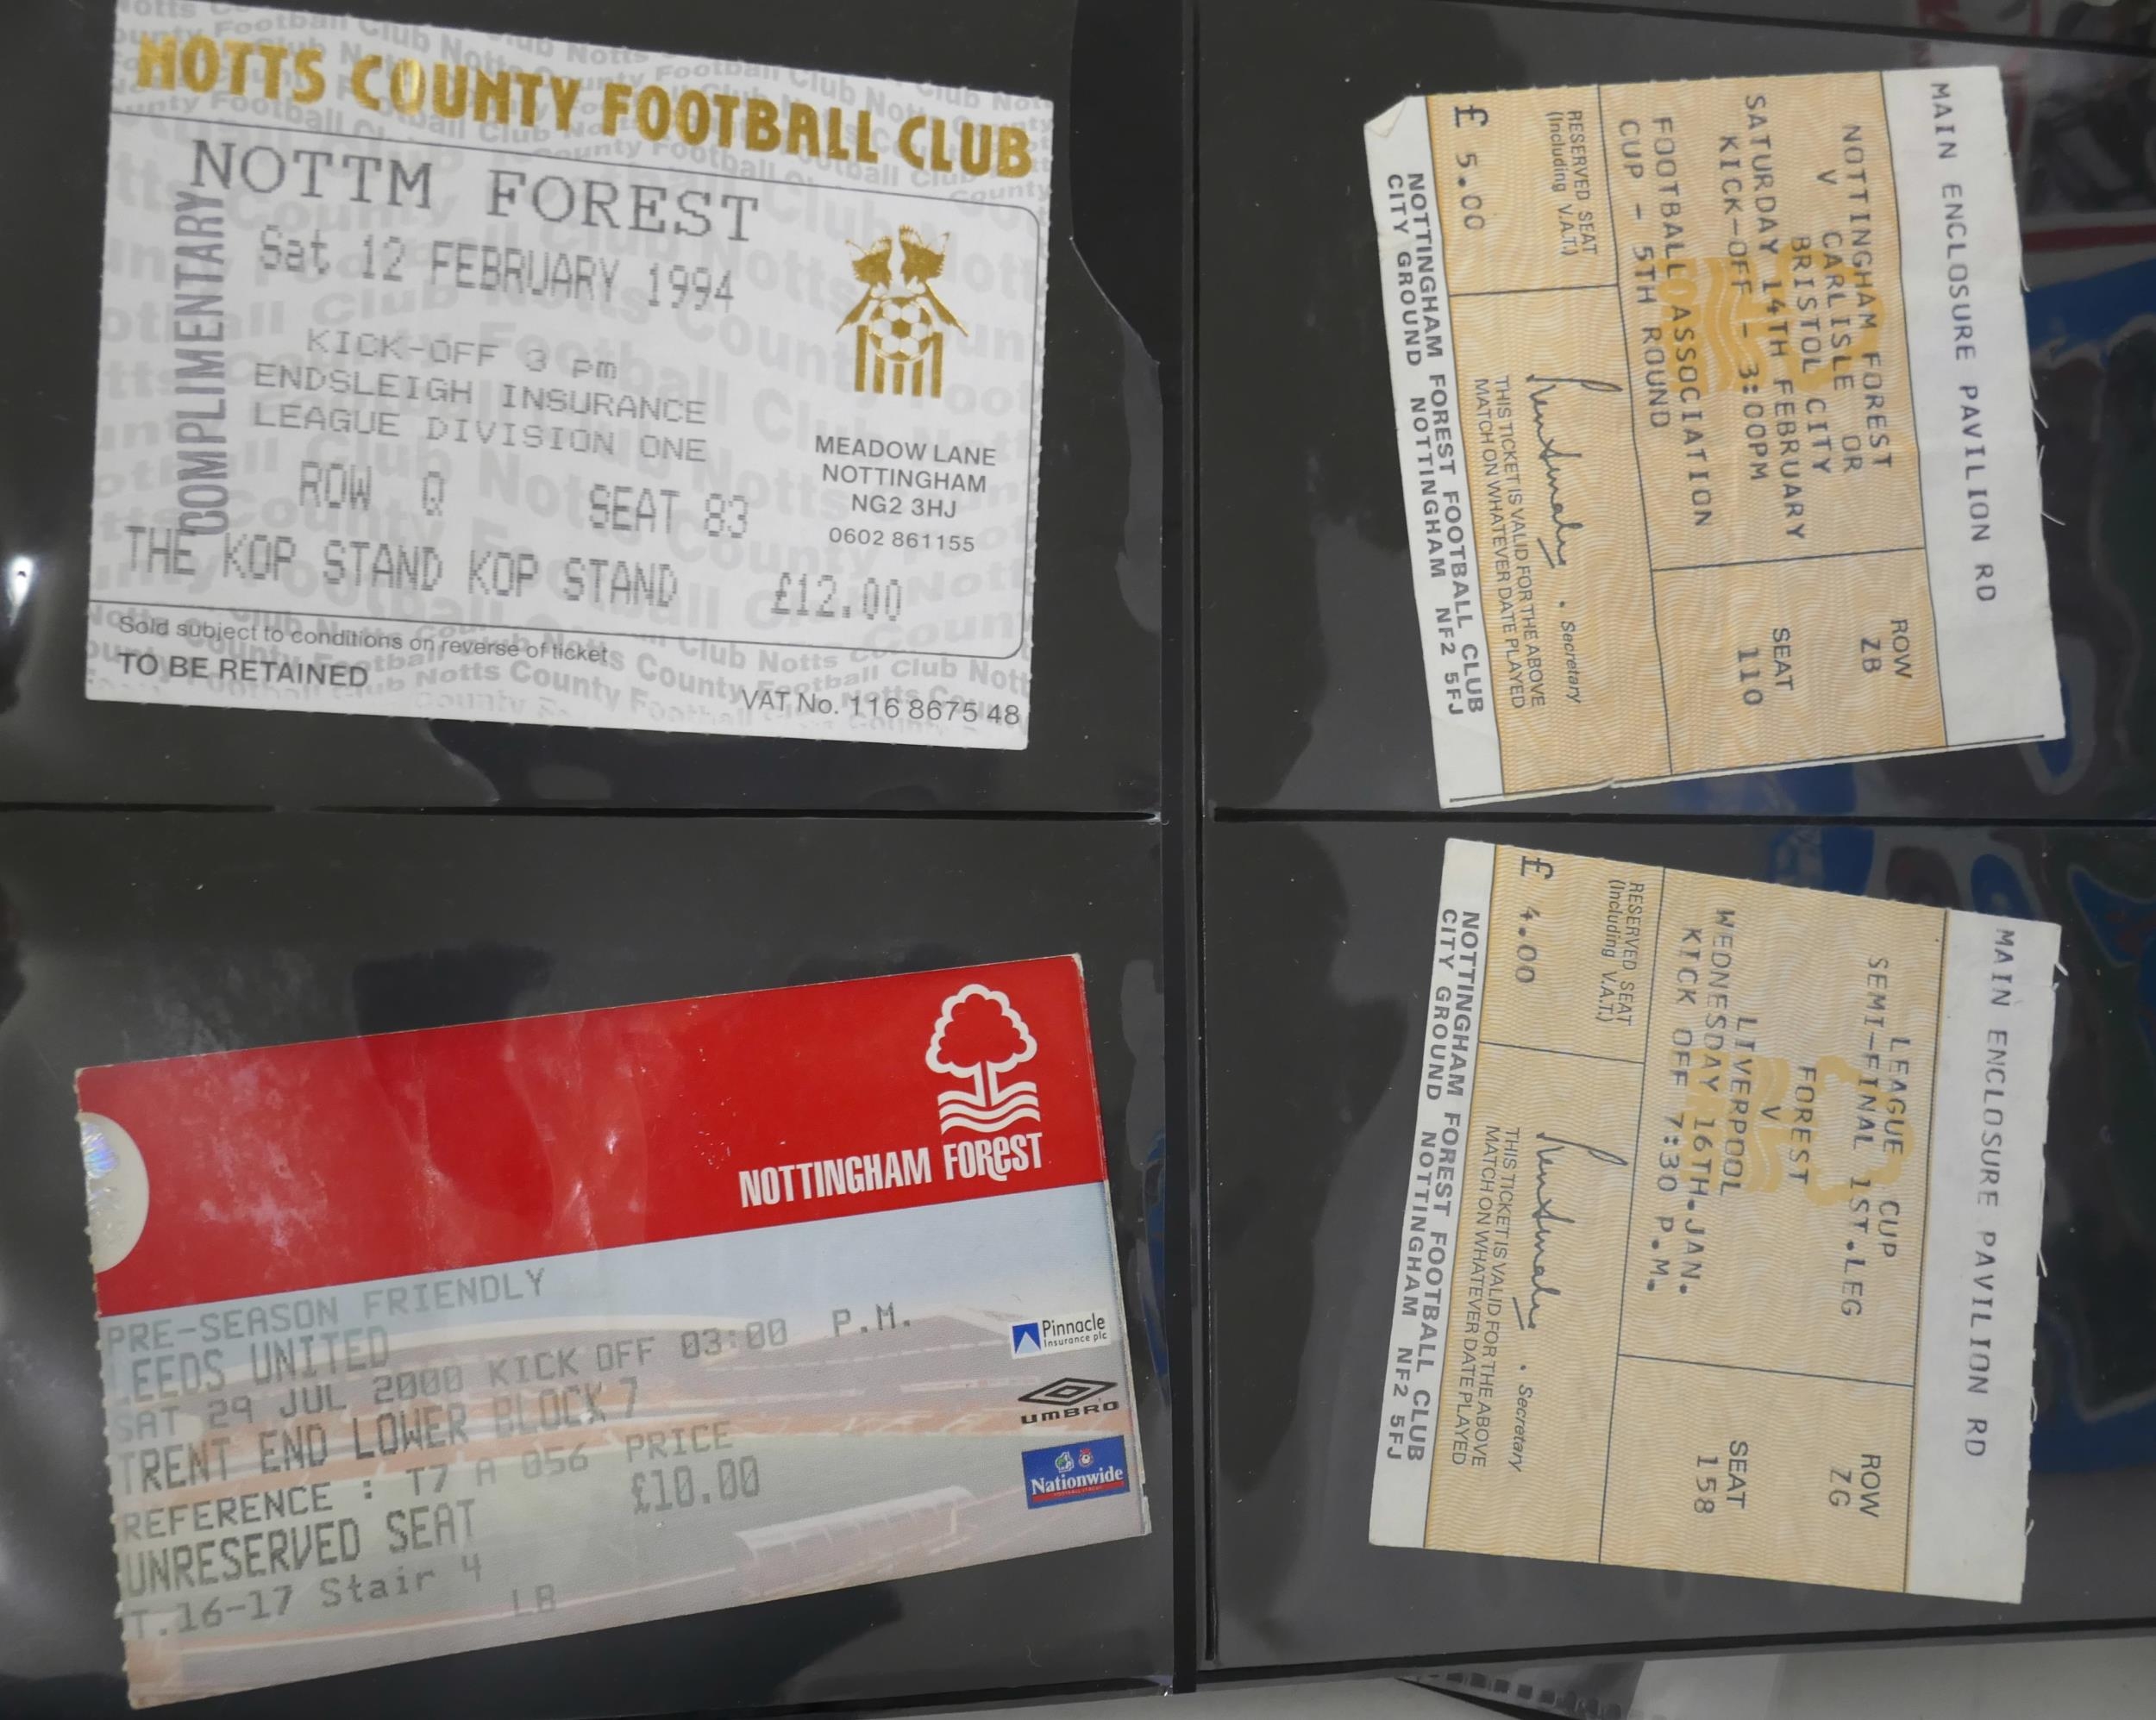 NOTTS COUNTY FOOTBALL CLUB
NOTTM FOREST
Sat 12 FEBRUARY 1994
KICK-OFF 3 pm
ENDSLEIGH INSURANCE
LEAGUE DIVISION ONE
ROW Q SEAT 83
THE KOP STAND KOP STAND £12.00
COMPLIMENTARY
MEADOW LANE
NOTTINGHAM
NG2 3HJ
0602 861155
Sold subject to conditions on reverse of ticket
TO BE RETAINED
VAT No. 116 8675 48
MAIN ENCLOSURE PAVILION RD
NOTTINGHAM FOREST
V CARLISLE OR
BRISTOL CITY
SATURDAY 14TH FEBRUARY
KICK-OFF - 3:00PM
FOOTBALL ASSOCIATION
CUP - 5TH ROUND
ROW
ZB
SEAT
110
RESERVED SEAT
(Including V.A.T.)
£ 5.00
Secretary
THIS TICKET IS VALID FOR THE ABOVE
MATCH ON WHATEVER DATE PLAYED
NOTTINGHAM FOREST FOOTBALL CLUB
CITY GROUND NOTTINGHAM NF2 5FJ
NOTTINGHAM FOREST
PRE-SEASON FRIENDLY
LEEDS UNITED
SAT 29 JUL 2000 KICK OFF 03:00 P.M.
TRENT END LOWER BLOCK 7
REFERENCE : T7 A 056 PRICE
UNRESERVED SEAT £10.00
T.16-17 Stair 4
LB
Pinnacle
Insurance plc
UMBRO
Nationwide
MAIN ENCLOSURE PAVILION RD
LEAGUE CUP
SEMI-FINAL 1ST.LEG
FOREST
V
LIVERPOOL
WEDNESDAY 16TH.JAN.
KICK OFF 7:30 P.M.
ROW
ZG
SEAT
158
RESERVED SEAT
(Including V.A.T.)
£ 4.00
Secretary
THIS TICKET IS VALID FOR THE ABOVE
MATCH ON WHATEVER DATE PLAYED
NOTTINGHAM FOREST FOOTBALL CLUB
CITY GROUND NOTTINGHAM NF2 5FJ